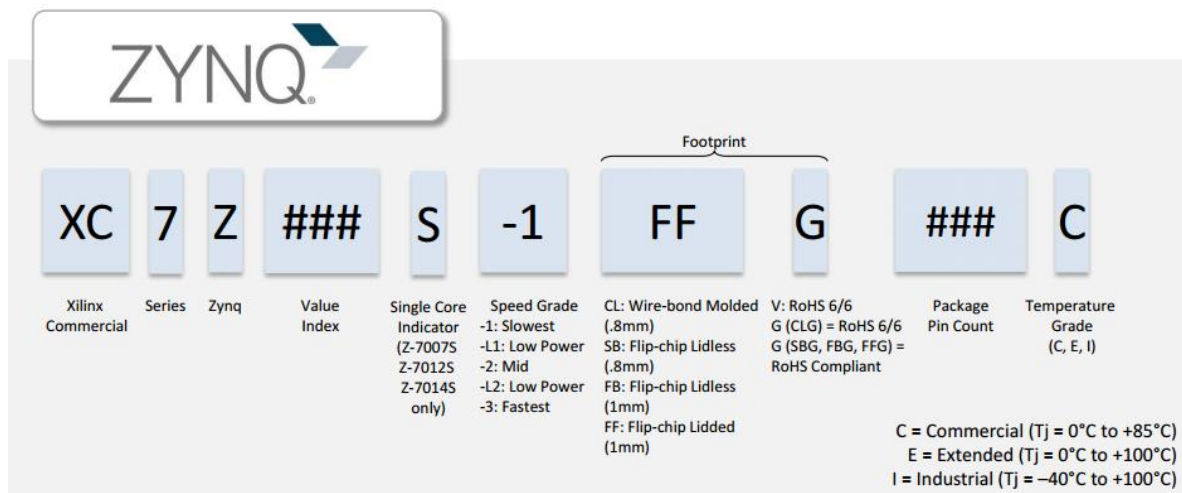 ZYNQ®
Footprint
XC 7 Z ### S -1 FF G ### C
Xilinx
Commercial
Series
Zynq
Value
Index
Single Core
Indicator
(Z-7007S
Z-7012S
Z-7014S
only)
Speed Grade
-1: Slowest
-L1: Low Power
-2: Mid
-L2: Low Power
-3: Fastest
CL: Wire-bond Molded
(.8mm)
SB: Flip-chip Lidless
(.8mm)
FB: Flip-chip Lidless
(1mm)
FF: Flip-chip Lidded
(1mm)
V: RoHS 6/6
G (CLG) = RoHS 6/6
G (SBG, FBG, FFG) =
RoHS Compliant
Package
Pin Count
Temperature
Grade
(C, E, I)
C = Commercial (Tj = 0°C to +85°C)
E = Extended (Tj = 0°C to +100°C)
I = Industrial (Tj = –40°C to +100°C)